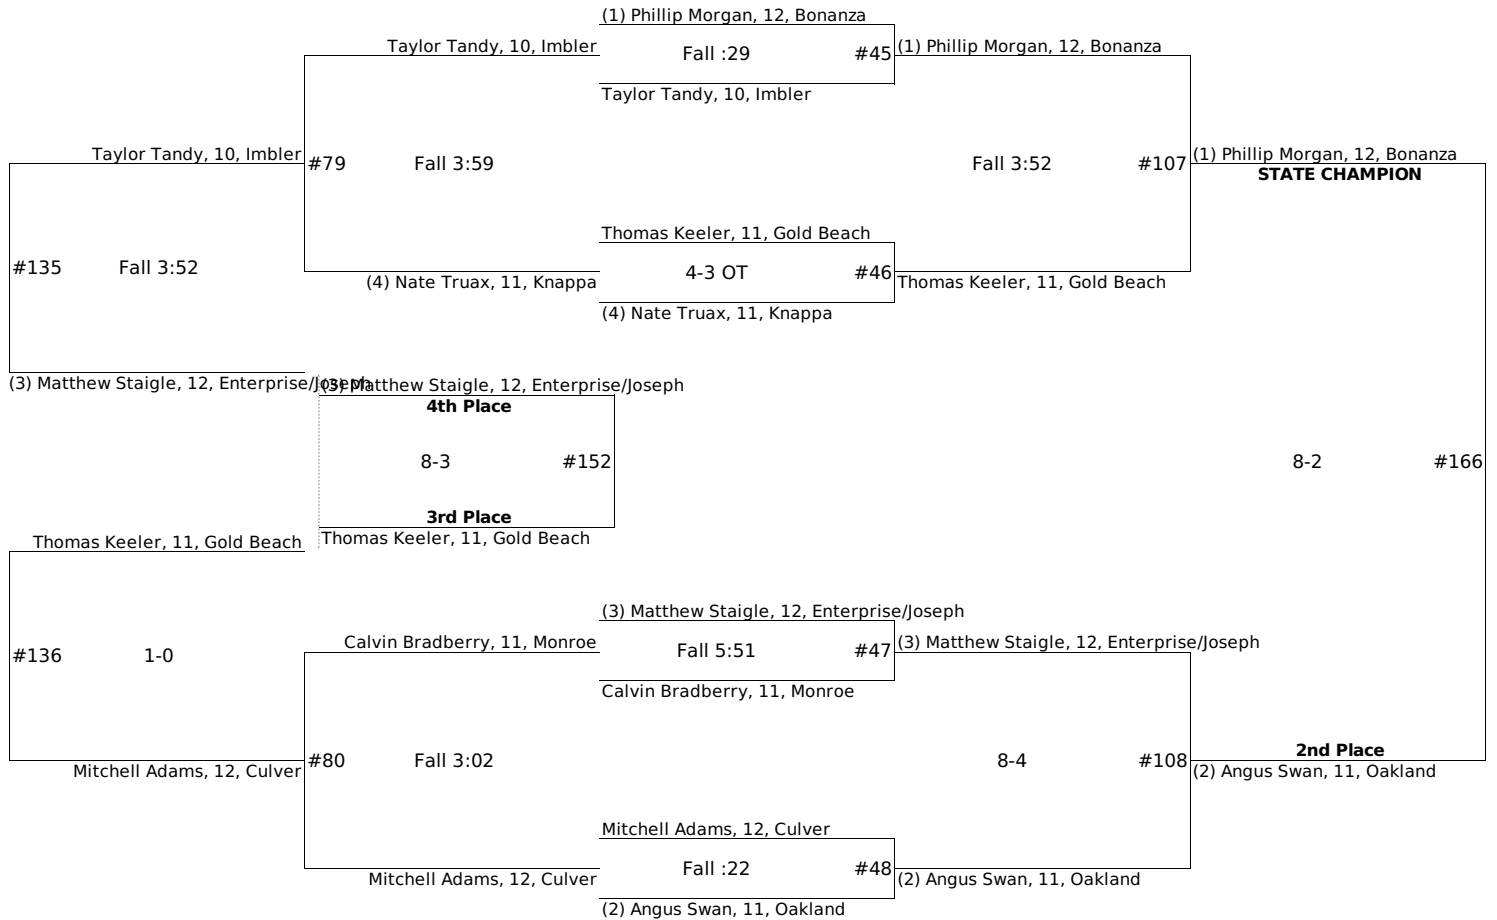 (1) Phillip Morgan, 12, Bonanza
Taylor Tandy, 10, Imbler
Fall :29
#45
(1) Phillip Morgan, 12, Bonanza
Taylor Tandy, 10, Imbler
Taylor Tandy, 10, Imbler
#79
Fall 3:59
Fall 3:52
#107
(1) Phillip Morgan, 12, Bonanza
STATE CHAMPION
Thomas Keeler, 11, Gold Beach
#135
Fall 3:52
4-3 OT
#46
(4) Nate Truax, 11, Knappa
Thomas Keeler, 11, Gold Beach
(4) Nate Truax, 11, Knappa
(3) Matthew Staigle, 12, Enterprise/Joseph
(3) Matthew Staigle, 12, Enterprise/Joseph
4th Place
8-3
#152
8-2
#166
3rd Place
Thomas Keeler, 11, Gold Beach
Thomas Keeler, 11, Gold Beach
(3) Matthew Staigle, 12, Enterprise/Joseph
Calvin Bradberry, 11, Monroe
Fall 5:51
#47
(3) Matthew Staigle, 12, Enterprise/Joseph
#136
1-0
Calvin Bradberry, 11, Monroe
2nd Place
Mitchell Adams, 12, Culver
#80
Fall 3:02
8-4
#108
(2) Angus Swan, 11, Oakland
Mitchell Adams, 12, Culver
Fall :22
#48
Mitchell Adams, 12, Culver
(2) Angus Swan, 11, Oakland
(2) Angus Swan, 11, Oakland